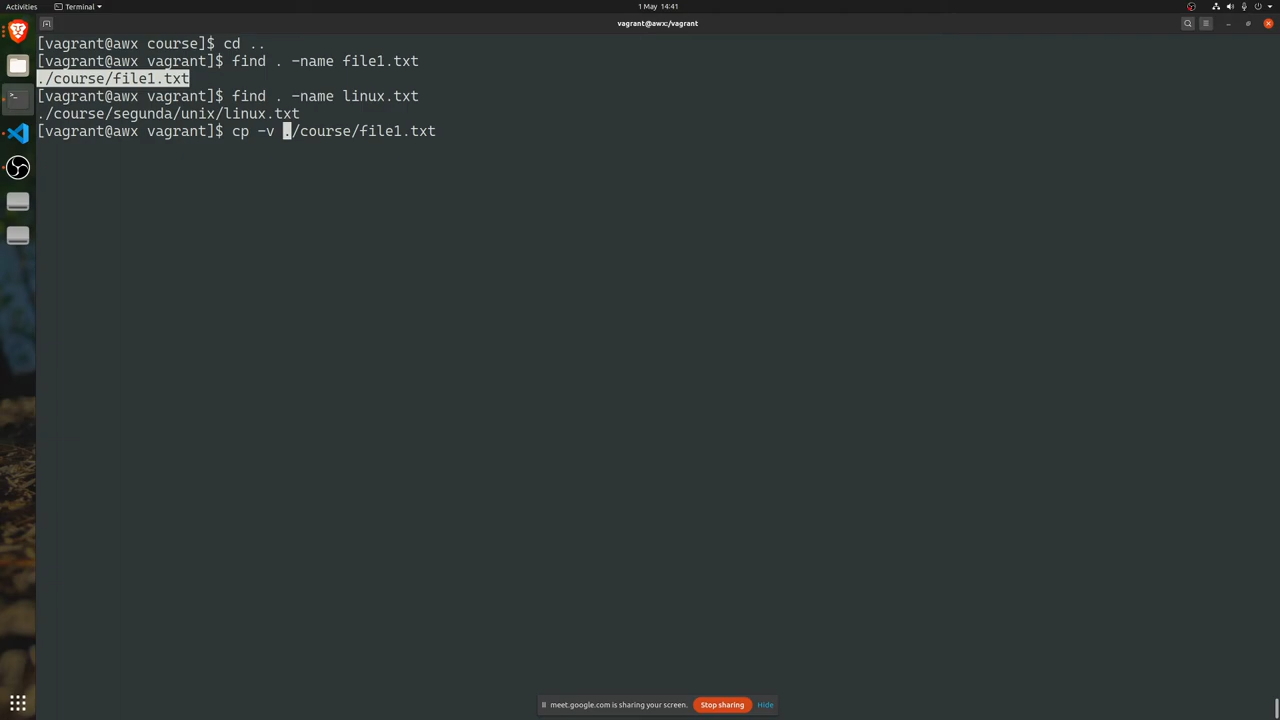 Activities
Terminal
1 May 14:41
vagrant@awx:/vagrant
[vagrant@awx course]$ cd ..
[vagrant@awx vagrant]$ find . -name file1.txt
./course/file1.txt
[vagrant@awx vagrant]$ find . -name linux.txt
./course/segunda/unix/linux.txt
[vagrant@awx vagrant]$ cp -v ./course/file1.txt
meet.google.com is sharing your screen.
Stop sharing
Hide